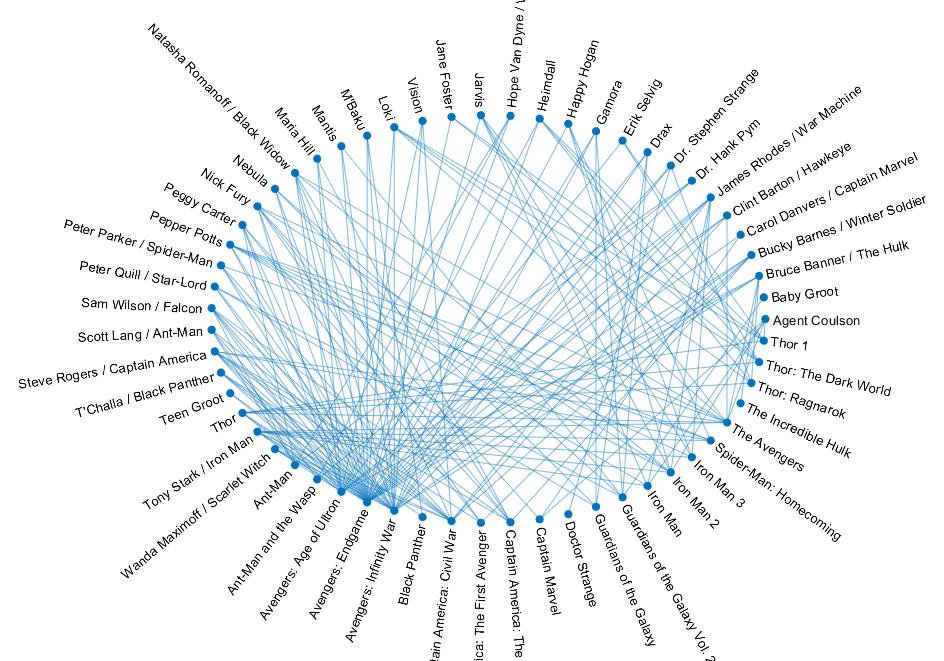 Natasha Romanoff / Black Widow
Maria Hill
Mantis
M'Baku
Loki
Vision
Jane Foster
Jarvis
Hope Van Dyne /
Heimdall
Happy Hogan
Gamora
Erik Selvig
Drax
Dr. Stephen Strange
Dr. Hank Pym
James Rhodes / War Machine
Clint Barton / Hawkeye
Carol Danvers / Captain Marvel
Bucky Barnes / Winter Soldier
Bruce Banner / The Hulk
Baby Groot
Agent Coulson
Thor 1
Thor: The Dark World
Thor: Ragnarok
The Incredible Hulk
The Avengers
Spider-Man: Homecoming
Iron Man 3
Iron Man 2
Iron Man
Guardians of the Galaxy Vol. 2
Guardians of the Galaxy
Doctor Strange
Captain Marvel
Captain America: The
ica: The First Avenger
tain America: Civil War
Black Panther
Avengers: Infinity War
Avengers: Endgame
Avengers: Age of Ultron
Ant-Man and the Wasp
Ant-Man
Wanda Maximoff / Scarlet Witch
Tony Stark / Iron Man
Thor
Teen Groot
T'Challa / Black Panther
Steve Rogers / Captain America
Scott Lang / Ant-Man
Sam Wilson / Falcon
Peter Quill / Star-Lord
Peter Parker / Spider-Man
Pepper Potts
Peggy Carter
Nick Fury
Nebula